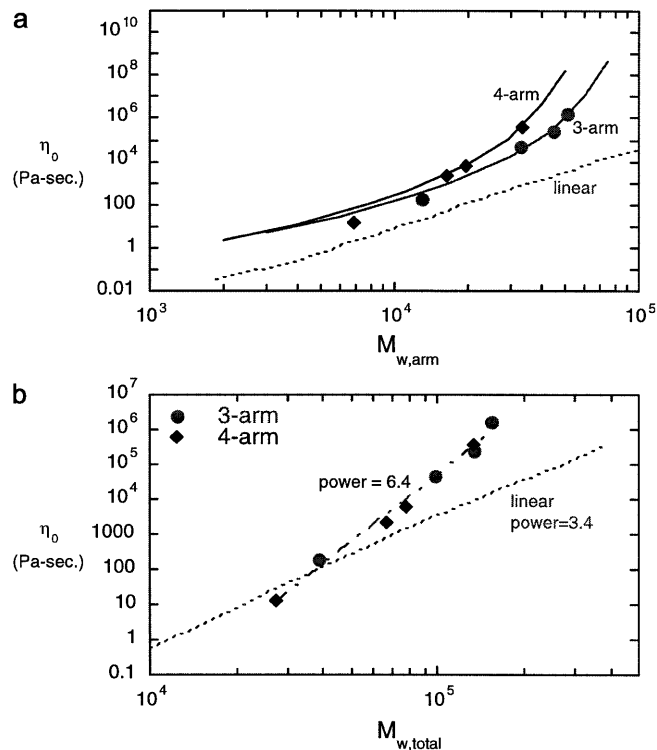 a
10^10
10^8
10^6
10^4
100
1
0.01
η₀
(Pa-sec.)
4-arm
3-arm
linear
10^3
10^4
10^5
M_w,arm
b
10^7
10^6
10^5
10^4
1000
100
10
1
0.1
η₀
(Pa-sec.)
3-arm
4-arm
power = 6.4
linear
power=3.4
10^4
10^5
M_w,total